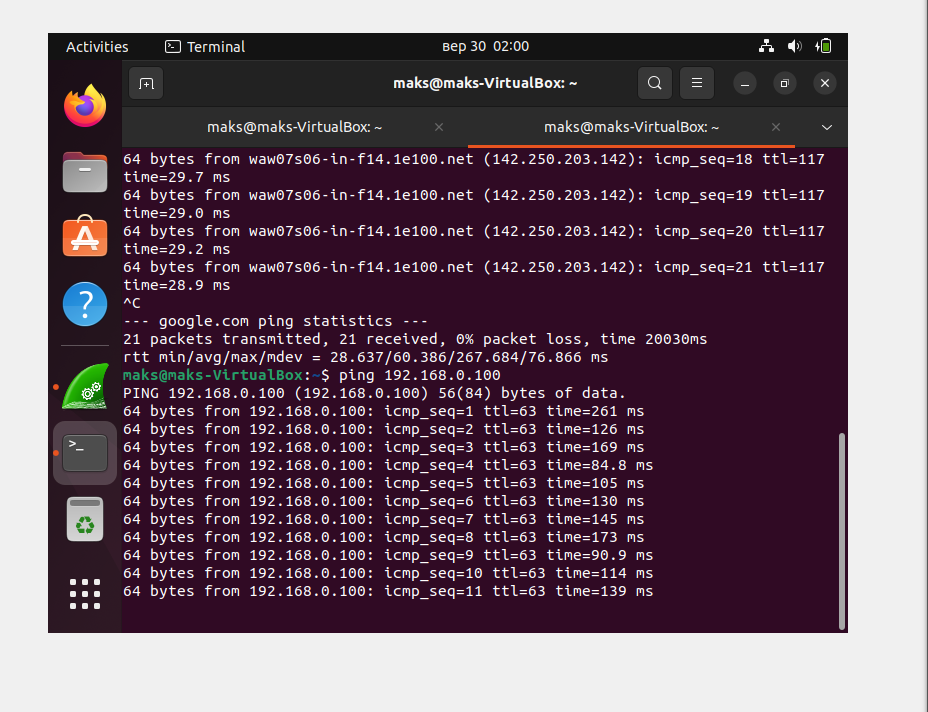 Activities
Terminal
вер 30 02:00
maks@maks-VirtualBox: ~
maks@maks-VirtualBox: ~
maks@maks-VirtualBox: ~
64 bytes from waw07s06-in-f14.1e100.net (142.250.203.142): icmp_seq=18 ttl=117
time=29.7 ms
64 bytes from waw07s06-in-f14.1e100.net (142.250.203.142): icmp_seq=19 ttl=117
time=29.0 ms
64 bytes from waw07s06-in-f14.1e100.net (142.250.203.142): icmp_seq=20 ttl=117
time=29.2 ms
64 bytes from waw07s06-in-f14.1e100.net (142.250.203.142): icmp_seq=21 ttl=117
time=28.9 ms
^C
--- google.com ping statistics ---
21 packets transmitted, 21 received, 0% packet loss, time 20030ms
rtt min/avg/max/mdev = 28.637/60.386/267.684/76.866 ms
maks@maks-VirtualBox:~$ ping 192.168.0.100
PING 192.168.0.100 (192.168.0.100) 56(84) bytes of data.
64 bytes from 192.168.0.100: icmp_seq=1 ttl=63 time=261 ms
64 bytes from 192.168.0.100: icmp_seq=2 ttl=63 time=126 ms
64 bytes from 192.168.0.100: icmp_seq=3 ttl=63 time=169 ms
64 bytes from 192.168.0.100: icmp_seq=4 ttl=63 time=84.8 ms
64 bytes from 192.168.0.100: icmp_seq=5 ttl=63 time=105 ms
64 bytes from 192.168.0.100: icmp_seq=6 ttl=63 time=130 ms
64 bytes from 192.168.0.100: icmp_seq=7 ttl=63 time=145 ms
64 bytes from 192.168.0.100: icmp_seq=8 ttl=63 time=173 ms
64 bytes from 192.168.0.100: icmp_seq=9 ttl=63 time=90.9 ms
64 bytes from 192.168.0.100: icmp_seq=10 ttl=63 time=114 ms
64 bytes from 192.168.0.100: icmp_seq=11 ttl=63 time=139 ms